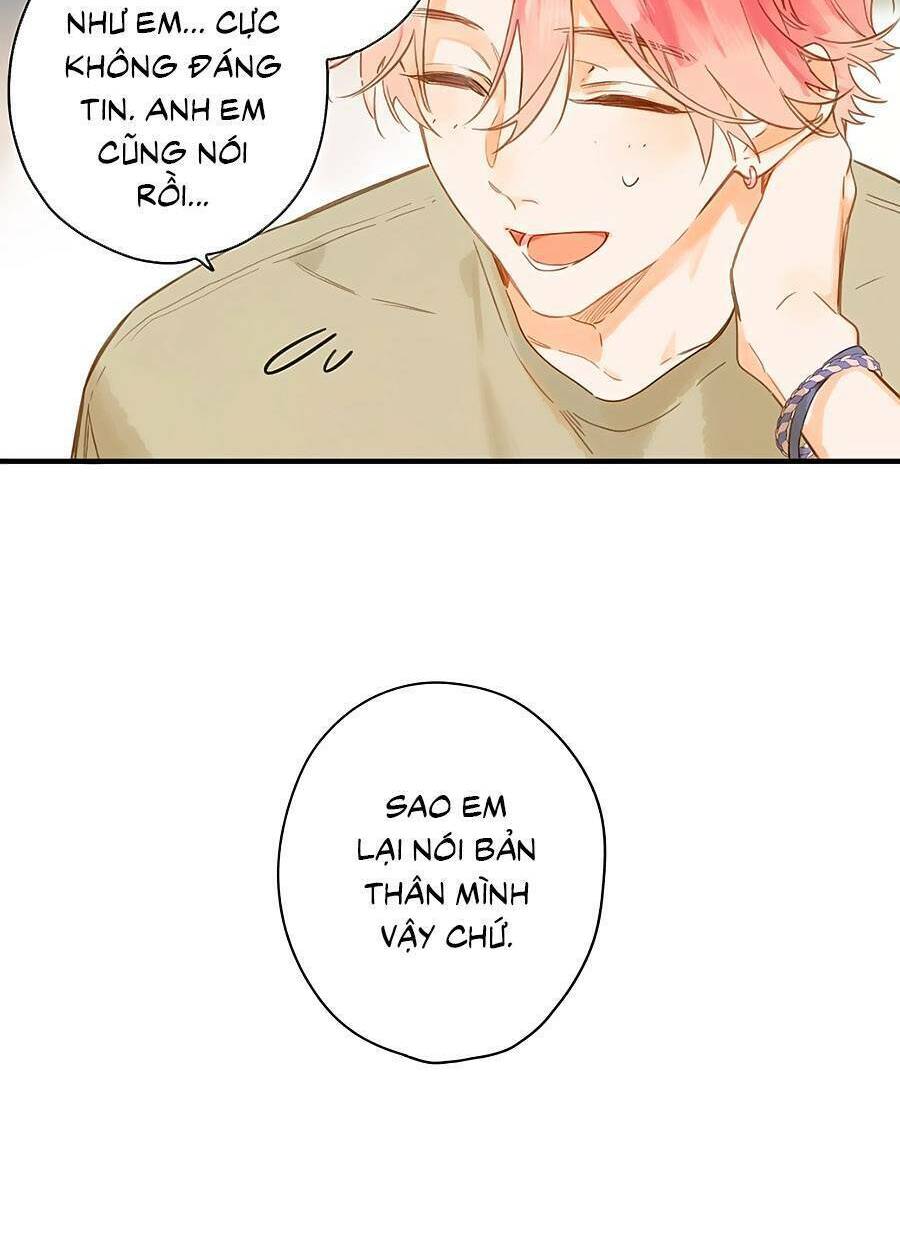 NHƯ EM... CỰC
KHÔNG ĐÁNG
TIN. ANH EM
CŨNG NÓI
RỒI...
SAO EM
LẠI NÓI BẢN
THÂN MÌNH
VẬY CHỨ.